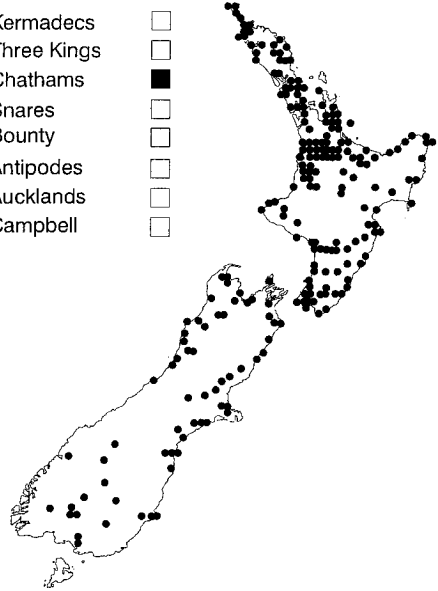 Kermadecs
Three Kings
Chathams
Snares
Bounty
Antipodes
Aucklands
Campbell